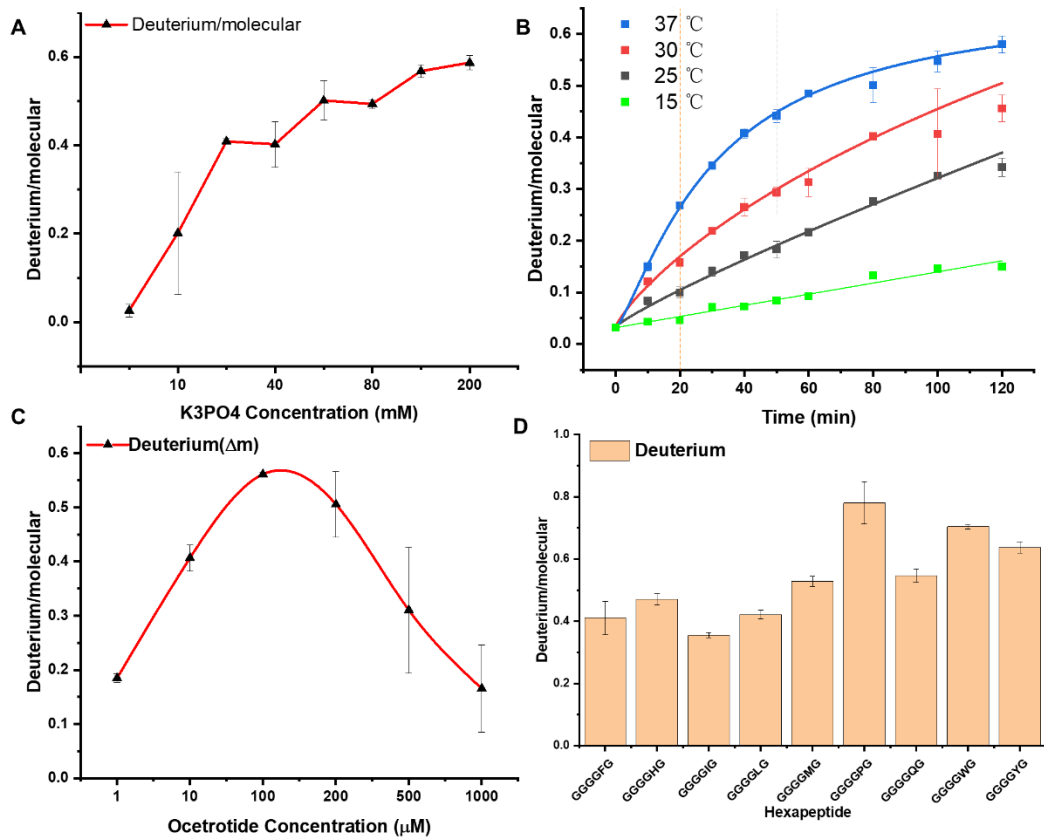 A
Deuterium/molecular
0.6
0.4
0.2
0.0
Deuterium/molecular
10
40
80
200
K3PO4 Concentration (mM)
B
37 ℃
30 ℃
25 ℃
15 ℃
0.6
0.5
0.4
0.3
0.2
0.1
0.0
Deuterium/molecular
0
20
40
60
80
100
120
Time (min)
C
Deuterium(Δm)
0.6
0.5
0.4
0.3
0.2
0.1
0.0
Deuterium/molecular
1
10
100
200
500
1000
Ocetrotide Concentration (μM)
D
Deuterium
1.0
0.8
0.6
0.4
0.2
0.0
Deuterium/molecular
GGGGFG
GGGGHG
GGGGIG
GGGGLG
GGGGMG
GGGGPG
GGGGQG
GGGGWG
GGGGYG
Hexapeptide